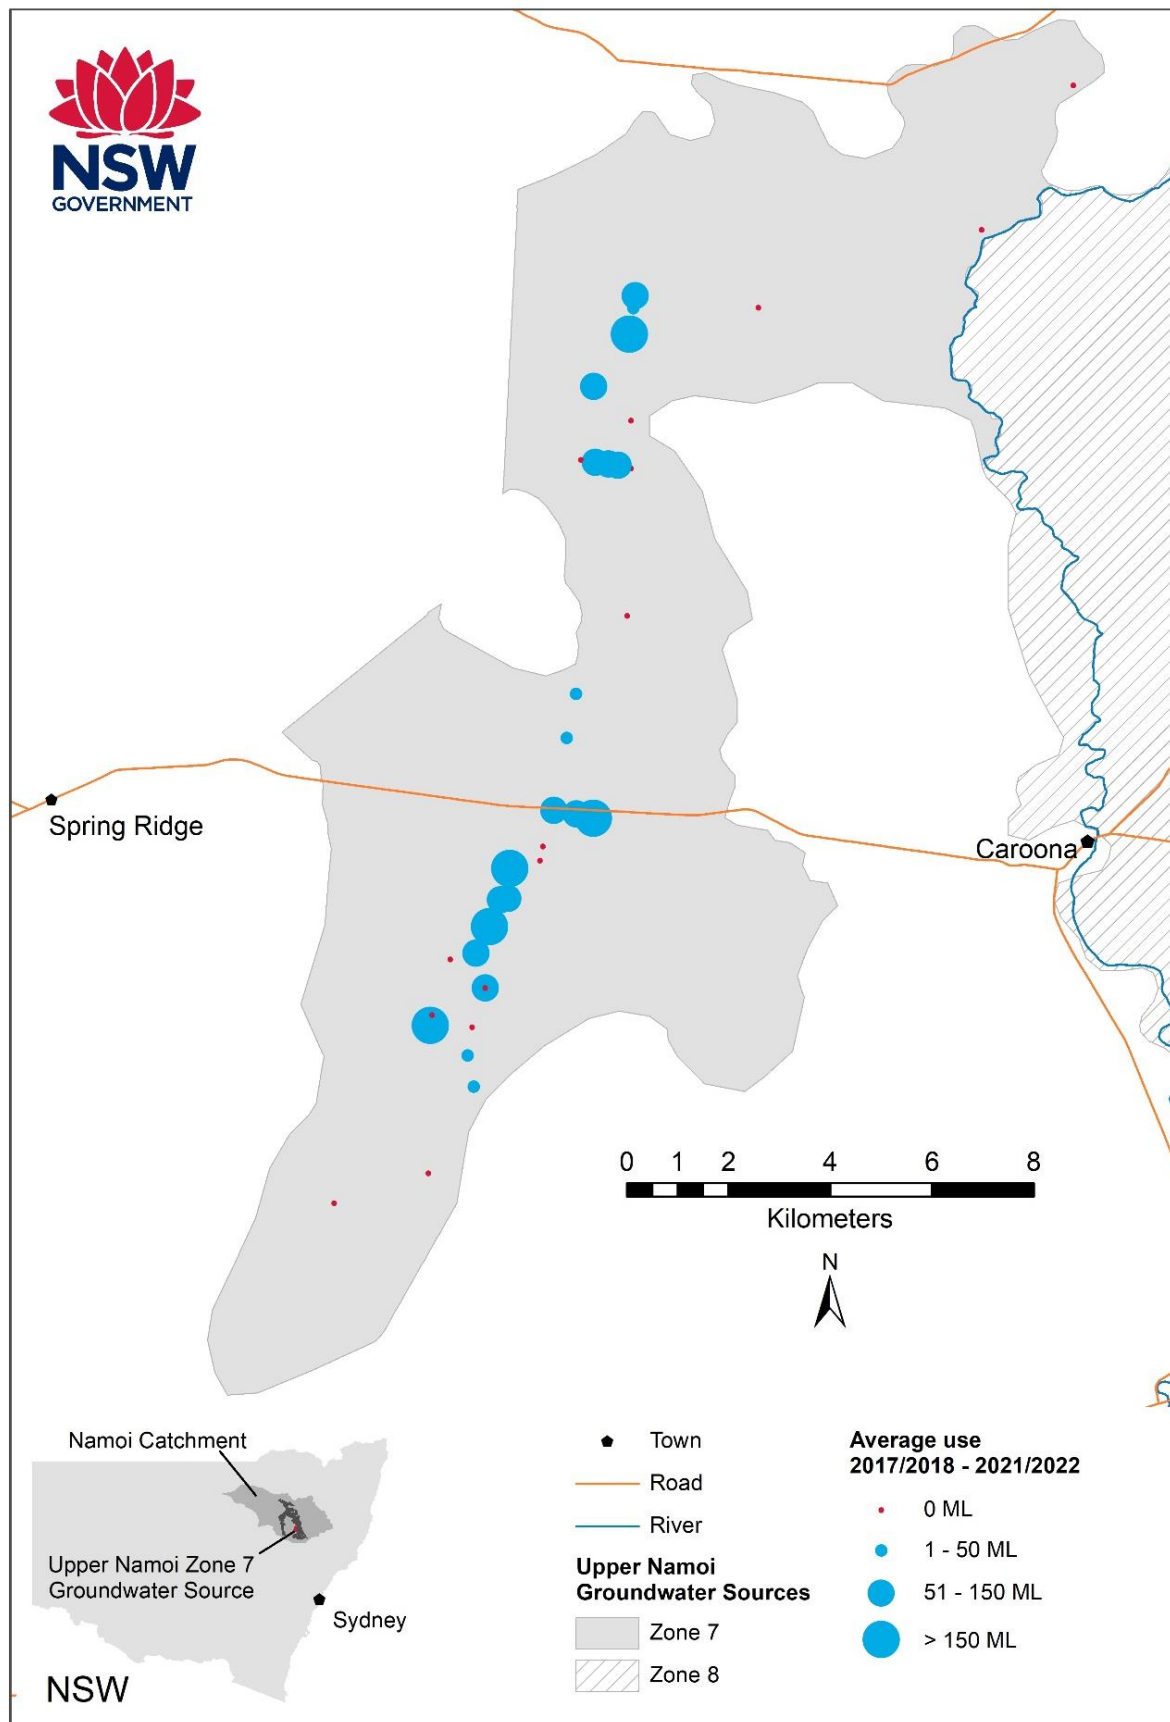 NSW
GOVERNMENT
Spring Ridge
Caroona
0 1 2 4 6 8
Kilometers
N
Namoi Catchment
Upper Namoi Zone 7
Groundwater Source
Sydney
NSW
Town
Road
River
Upper Namoi
Groundwater Sources
Zone 7
Zone 8
Average use
2017/2018 - 2021/2022
0 ML
1 - 50 ML
51 - 150 ML
> 150 ML